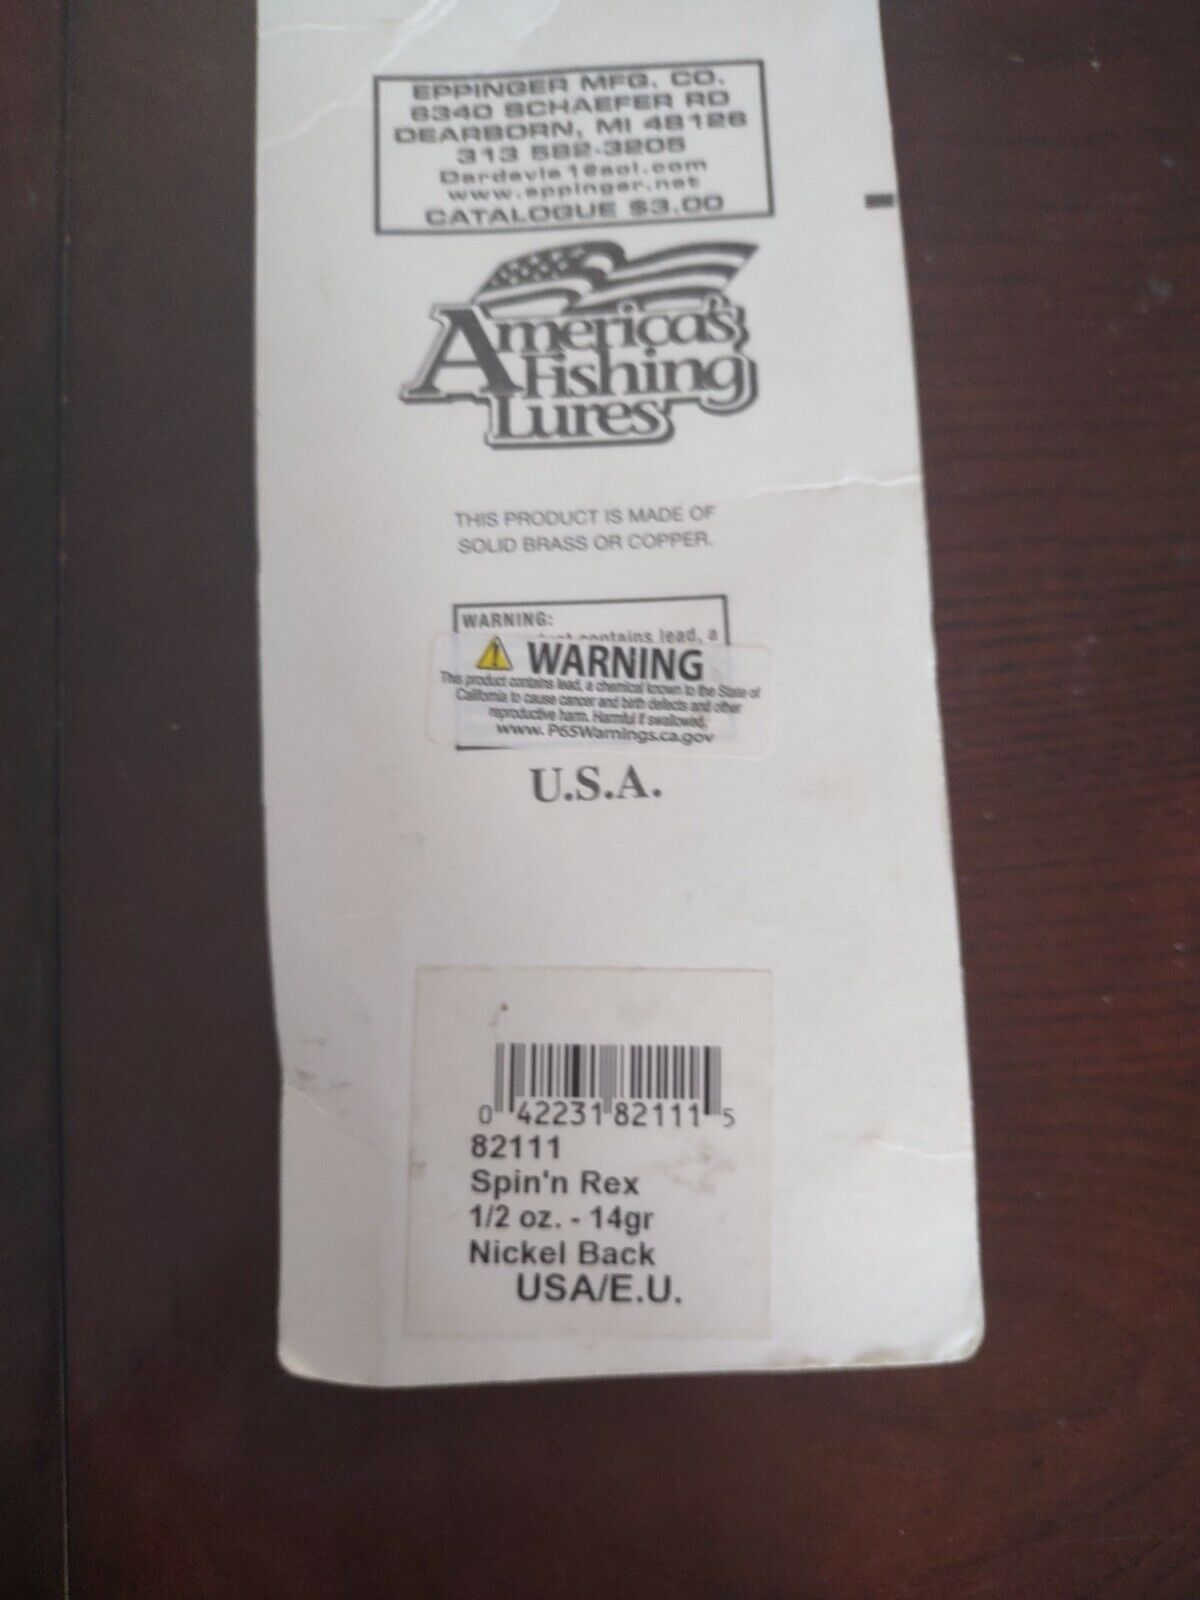 EPPINGER MFG. CO.
6340 SCHAEFER RD
DEARBORN, MI 48126
313 582-3205
Dardevle1@aol.com
www.eppinger.net
CATALOGUE $3.00
America's
Fishing
Lures
THIS PRODUCT IS MADE OF
SOLID BRASS OR COPPER.
WARNING:
contains lead, a
WARNING
This product contains lead, a chemical known to the State of
California to cause cancer and birth defects and other
reproductive harm. Harmful if swallowed.
www. P65Warnings.ca.gov
U.S.A.
0 42231 82111 5
82111
Spin'n Rex
1/2 oz. - 14gr
Nickel Back
USA/E.U.